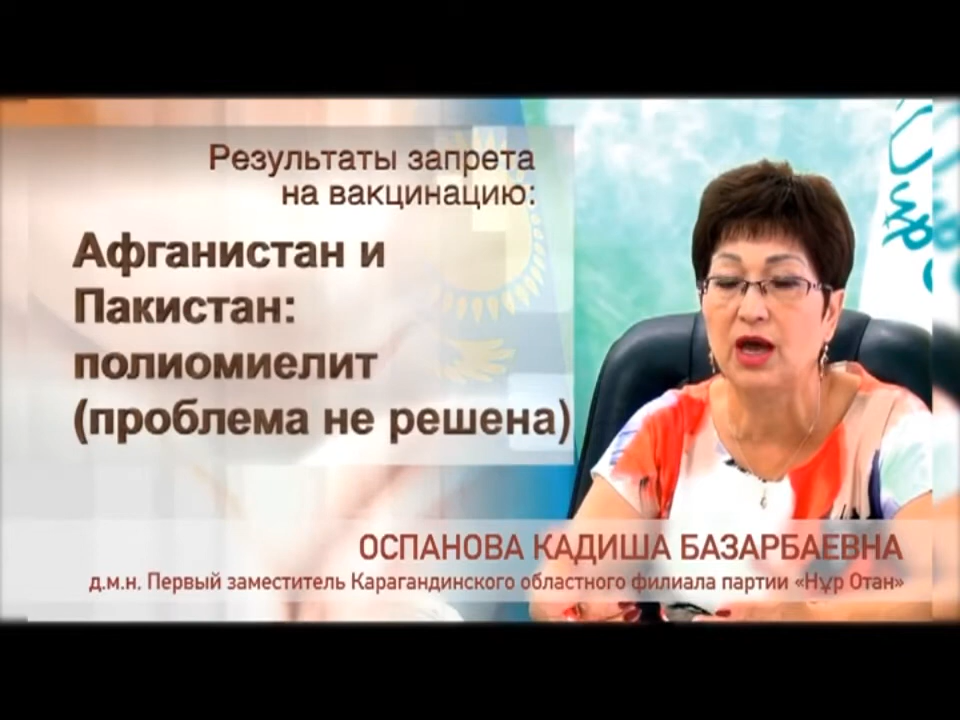 Результаты запрета
на вакцинацию:
Афганистан и
Пакистан:
полиомиелит
(проблема не решена)
ОСПАНОВА КАДИША БАЗАРБАЕВНА
д.м.н. Первый заместитель Карагандинского областного филиала партии «Нұр Отан»